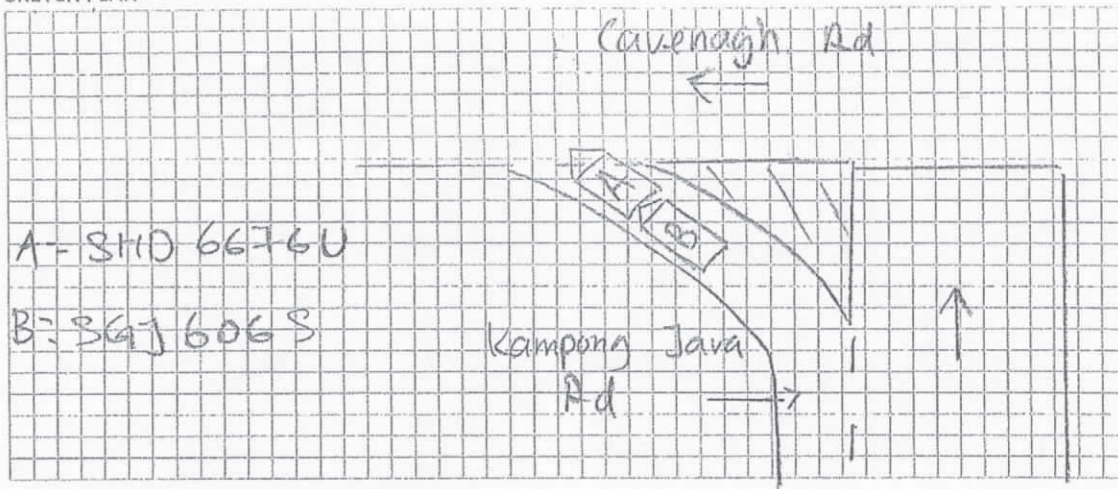 Cavenagh Rd
A
B
A - SHD 6676U
B: SGJ 606S
Kampong Java
Rd